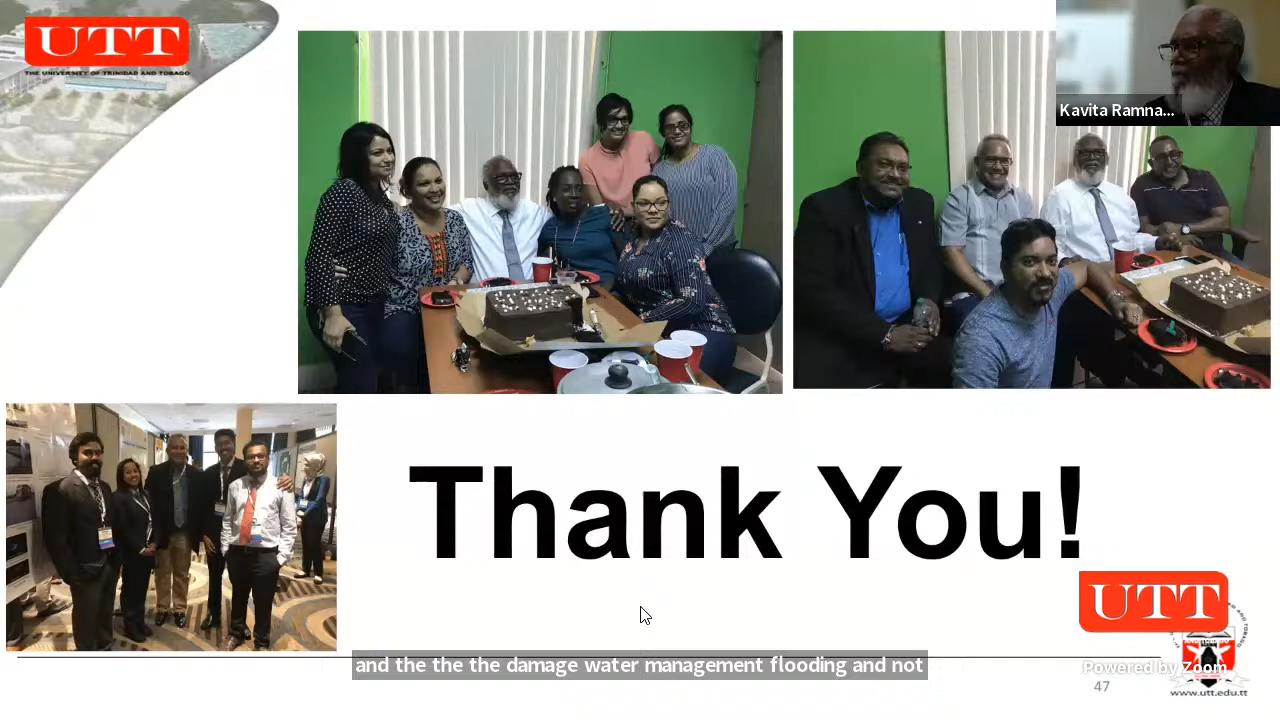 UTT
THE UNIVERSITY OF TRINIDAD AND TOBAGO
Kavita Ramna...
Thank You!
UTT
and the the the damage water management flooding and not
Powered by Zoom
47
www.utt.edu.tt